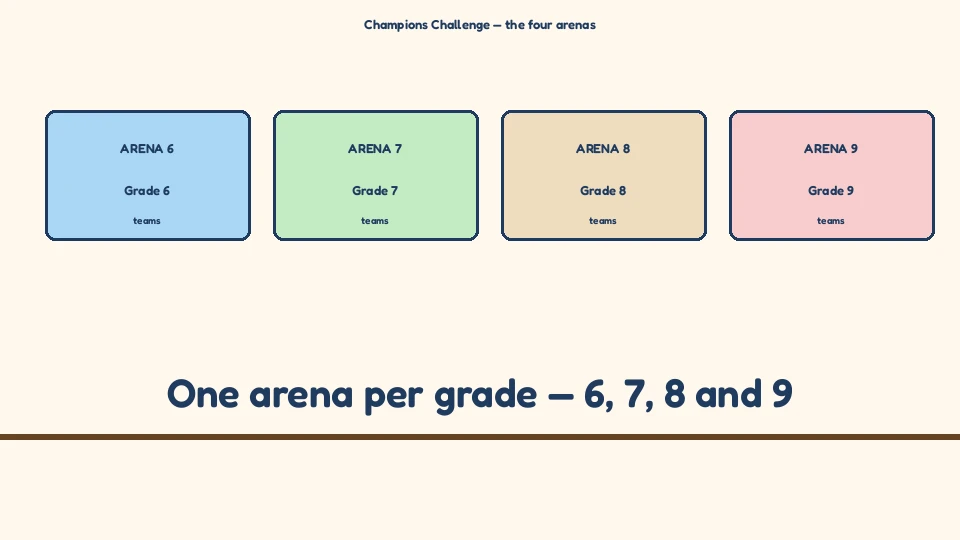 Champions Challenge — the four arenas
ARENA 6
Grade 6
teams
ARENA 7
Grade 7
teams
ARENA 8
Grade 8
teams
ARENA 9
Grade 9
teams
One arena per grade — 6, 7, 8 and 9